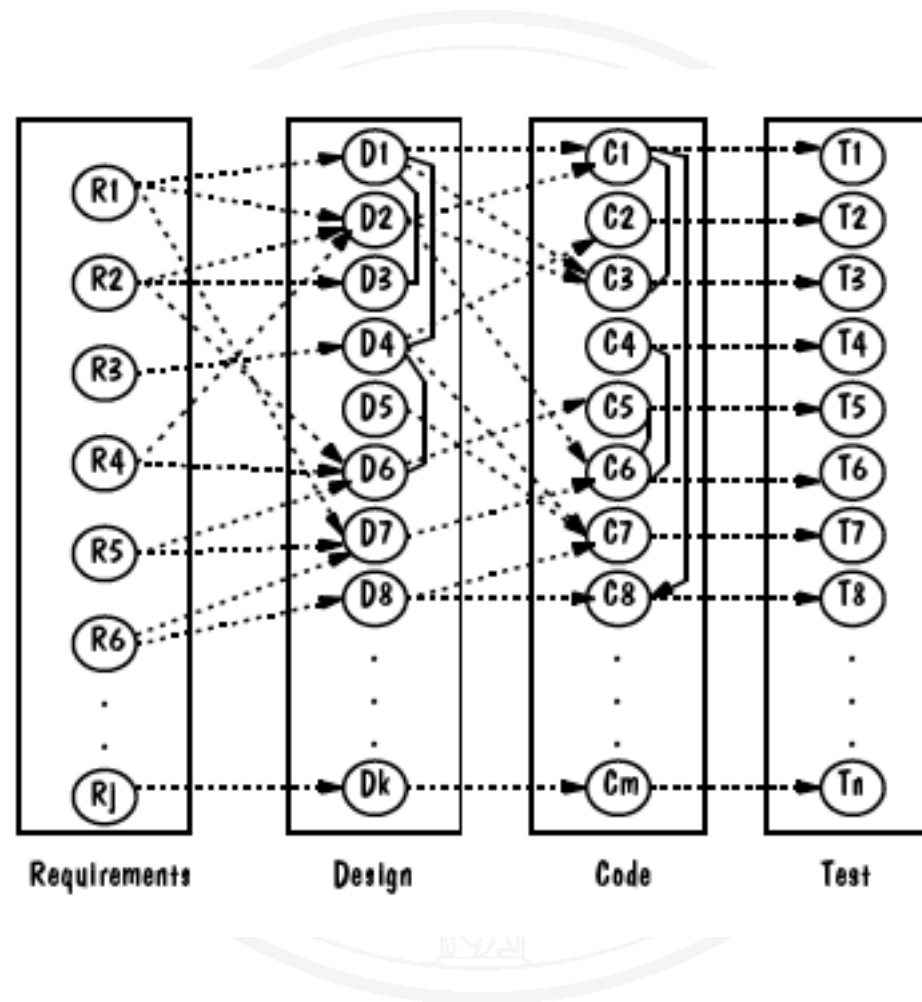 R1
R2
R3
R4
R5
R6
Rj
Requirements
D1
D2
D3
D4
D5
D6
D7
D8
Dk
Design
C1
C2
C3
C4
C5
C6
C7
C8
Cm
Code
T1
T2
T3
T4
T5
T6
T7
T8
Tn
Test